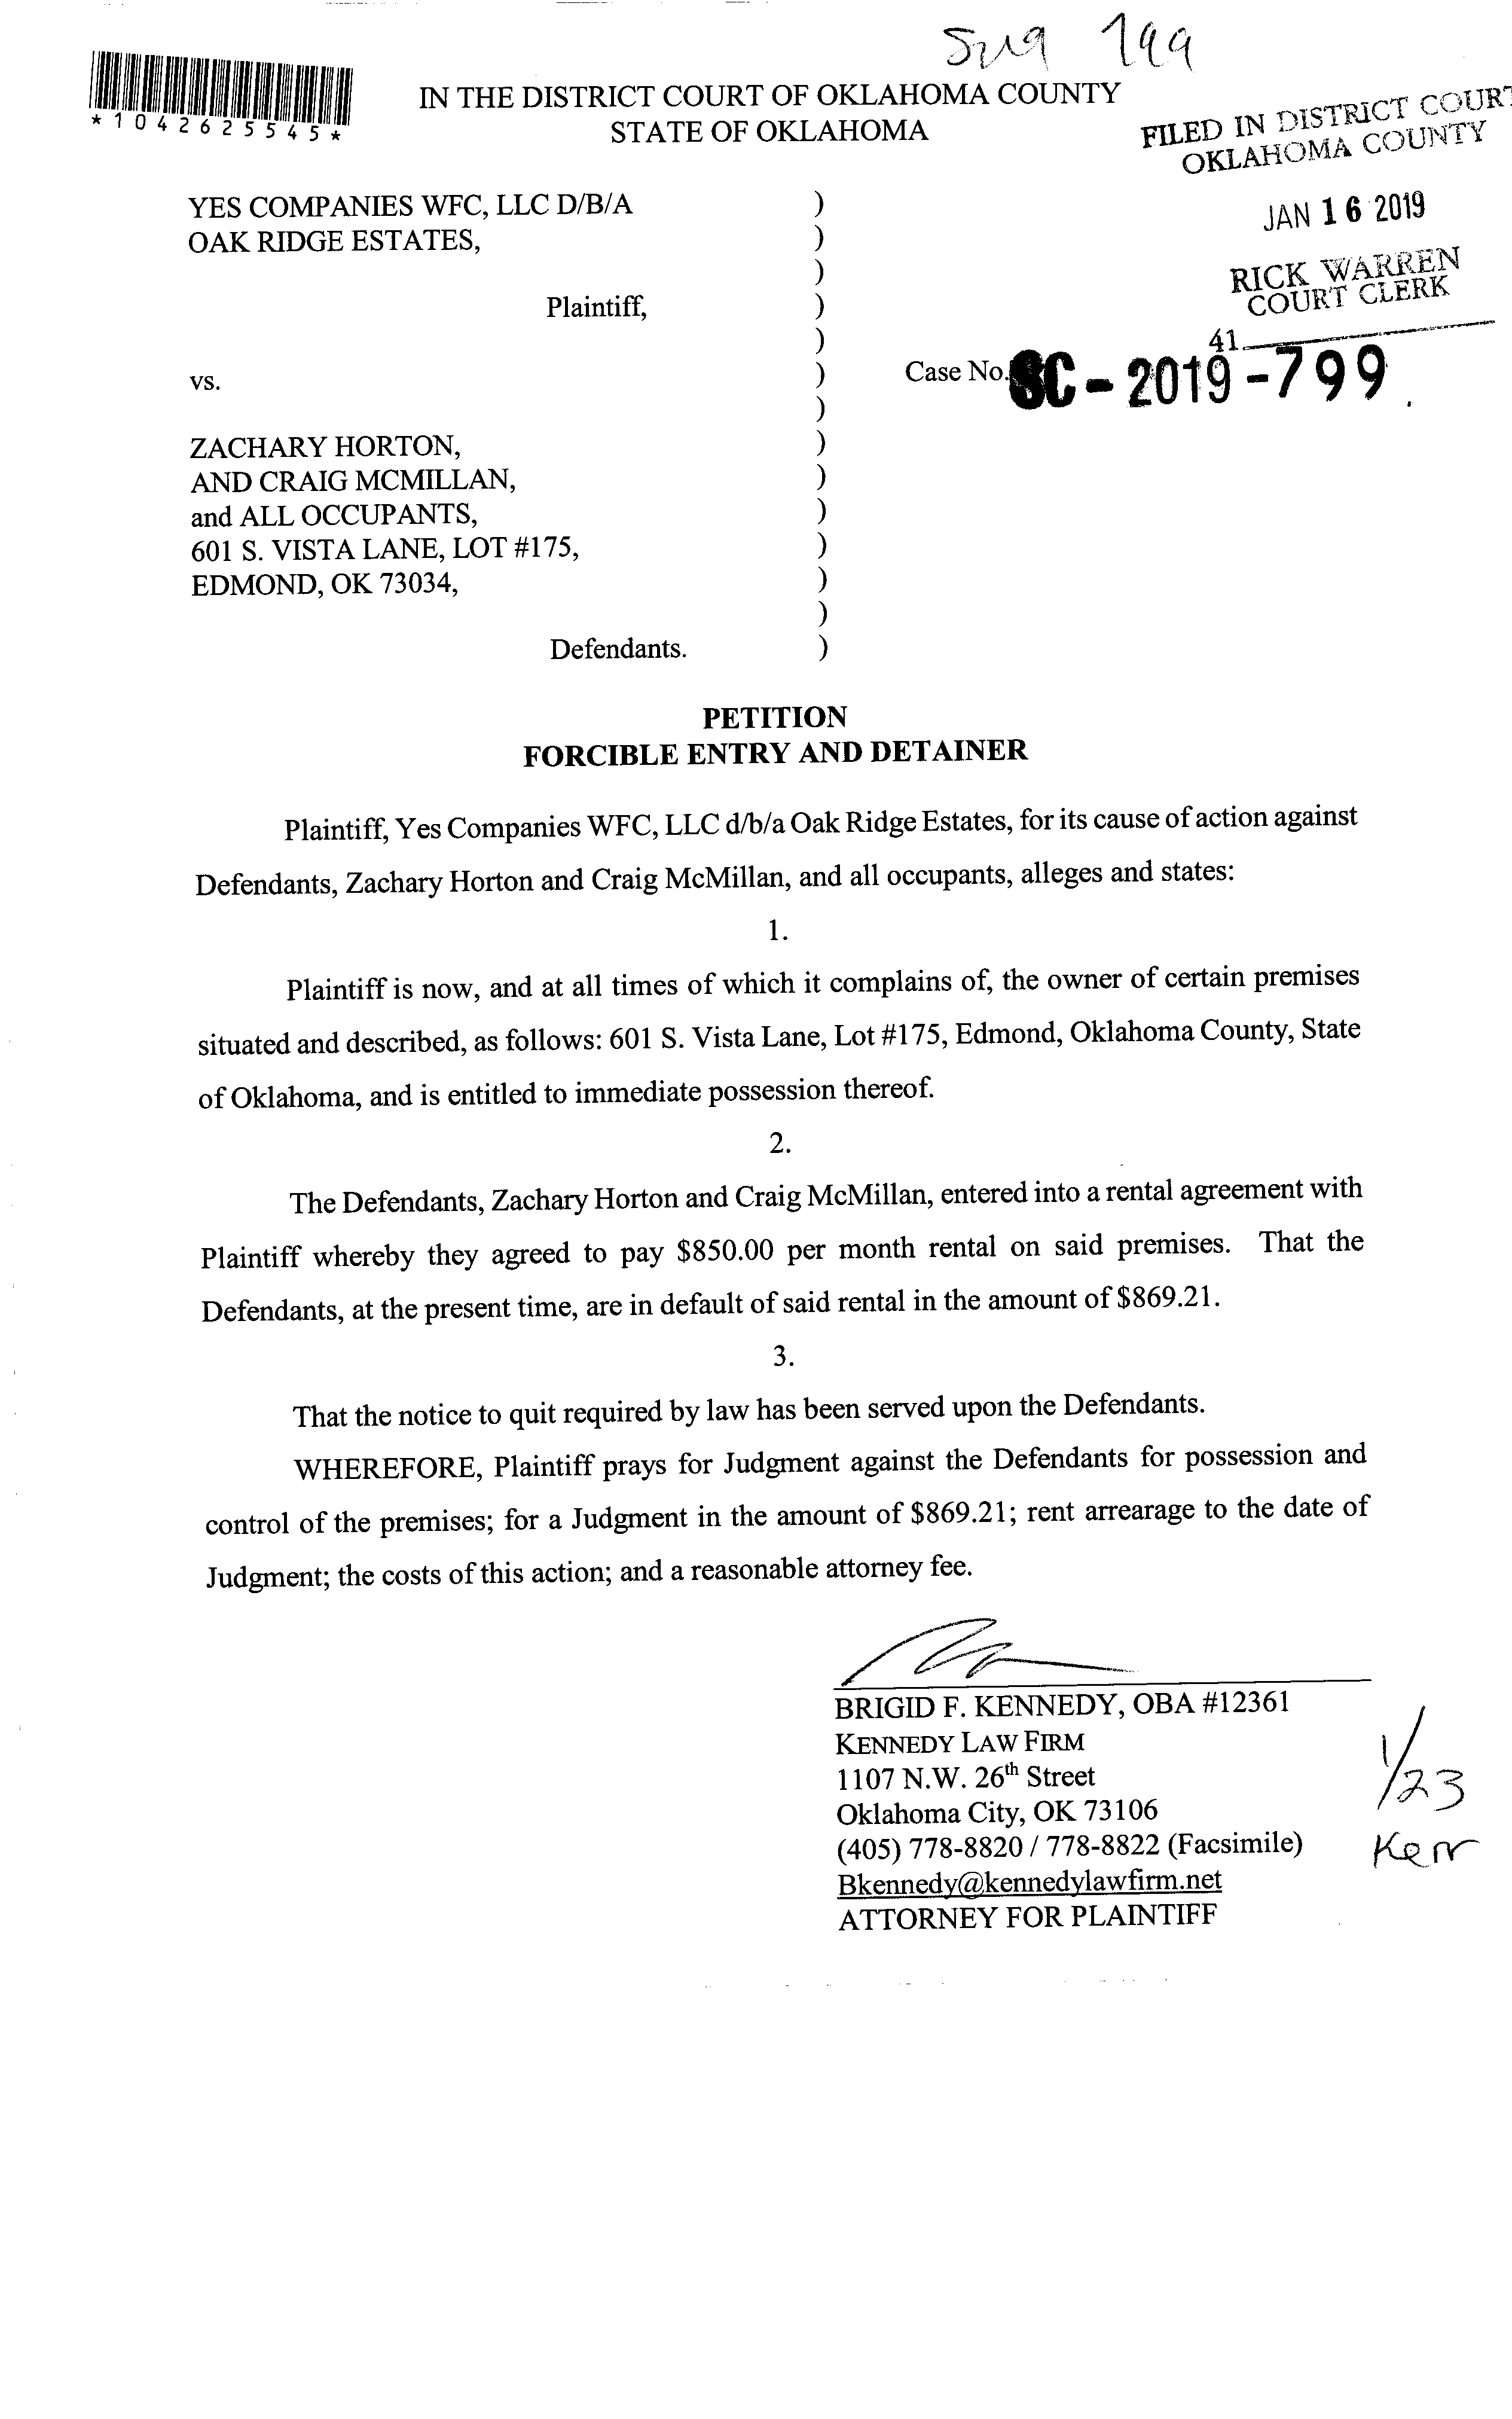 199
*1042625545*
IN THE DISTRICT COURT OF OKLAHOMA COUNTY
STATE OF OKLAHOMA
FILED IN DISTRICT COURT
OKLAHOMA COUNTY
JAN 16 2019
RICK WARREN
COURT CLERK
41
YES COMPANIES WFC, LLC D/B/A )
OAK RIDGE ESTATES, )
)
Plaintiff, )
)
vs. ) Case No. SC-2019-799
)
ZACHARY HORTON, )
AND CRAIG MCMILLAN, )
and ALL OCCUPANTS, )
601 S. VISTA LANE, LOT #175, )
EDMOND, OK 73034, )
)
Defendants. )
PETITION
FORCIBLE ENTRY AND DETAINER
Plaintiff, Yes Companies WFC, LLC d/b/a Oak Ridge Estates, for its cause of action against
Defendants, Zachary Horton and Craig McMillan, and all occupants, alleges and states:
1.
Plaintiff is now, and at all times of which it complains of, the owner of certain premises
situated and described, as follows: 601 S. Vista Lane, Lot #175, Edmond, Oklahoma County, State
of Oklahoma, and is entitled to immediate possession thereof.
2.
The Defendants, Zachary Horton and Craig McMillan, entered into a rental agreement with
Plaintiff whereby they agreed to pay $850.00 per month rental on said premises. That the
Defendants, at the present time, are in default of said rental in the amount of $869.21.
3.
That the notice to quit required by law has been served upon the Defendants.
WHEREFORE, Plaintiff prays for Judgment against the Defendants for possession and
control of the premises; for a Judgment in the amount of $869.21; rent arrearage to the date of
Judgment; the costs of this action; and a reasonable attorney fee.
BRIGID F. KENNEDY, OBA #12361
KENNEDY LAW FIRM
1107 N.W. 26th Street
Oklahoma City, OK 73106
(405) 778-8820 / 778-8822 (Facsimile)
Bkennedy@kennedylawfirm.net
ATTORNEY FOR PLAINTIFF
1/23
Kerr